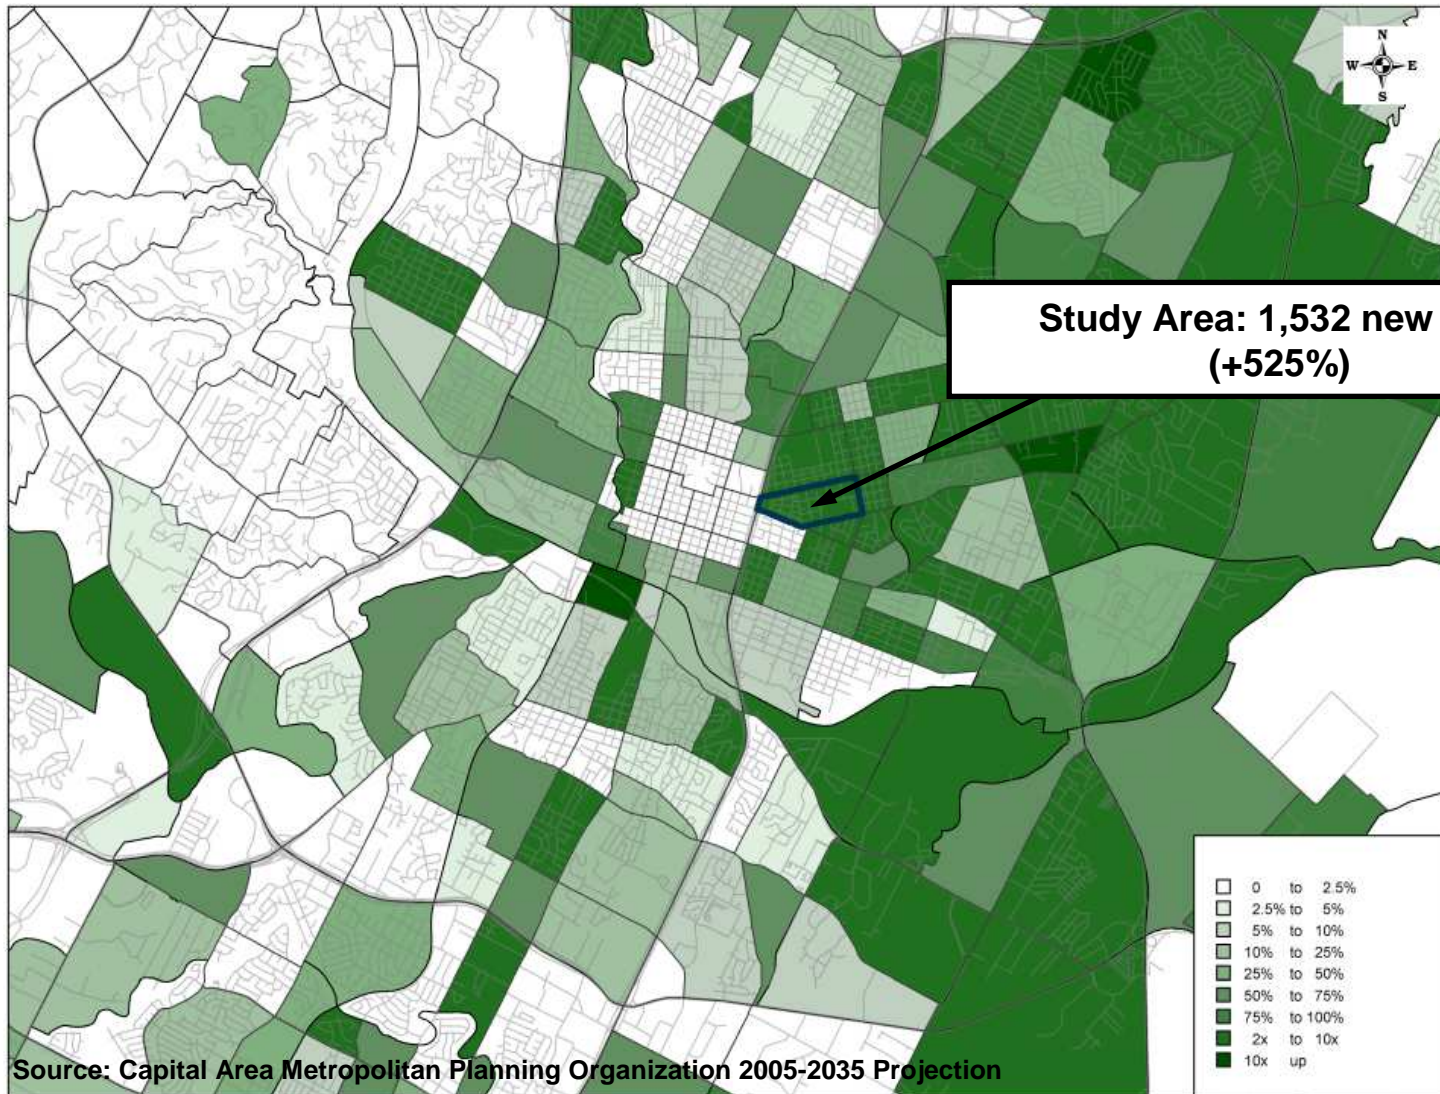 N
W E
S
Study Area: 1,532 new
(+525%)
0 to 2.5%
2.5% to 5%
5% to 10%
10% to 25%
25% to 50%
50% to 75%
75% to 100%
2x to 10x
10x up
Source: Capital Area Metropolitan Planning Organization 2005-2035 Projection